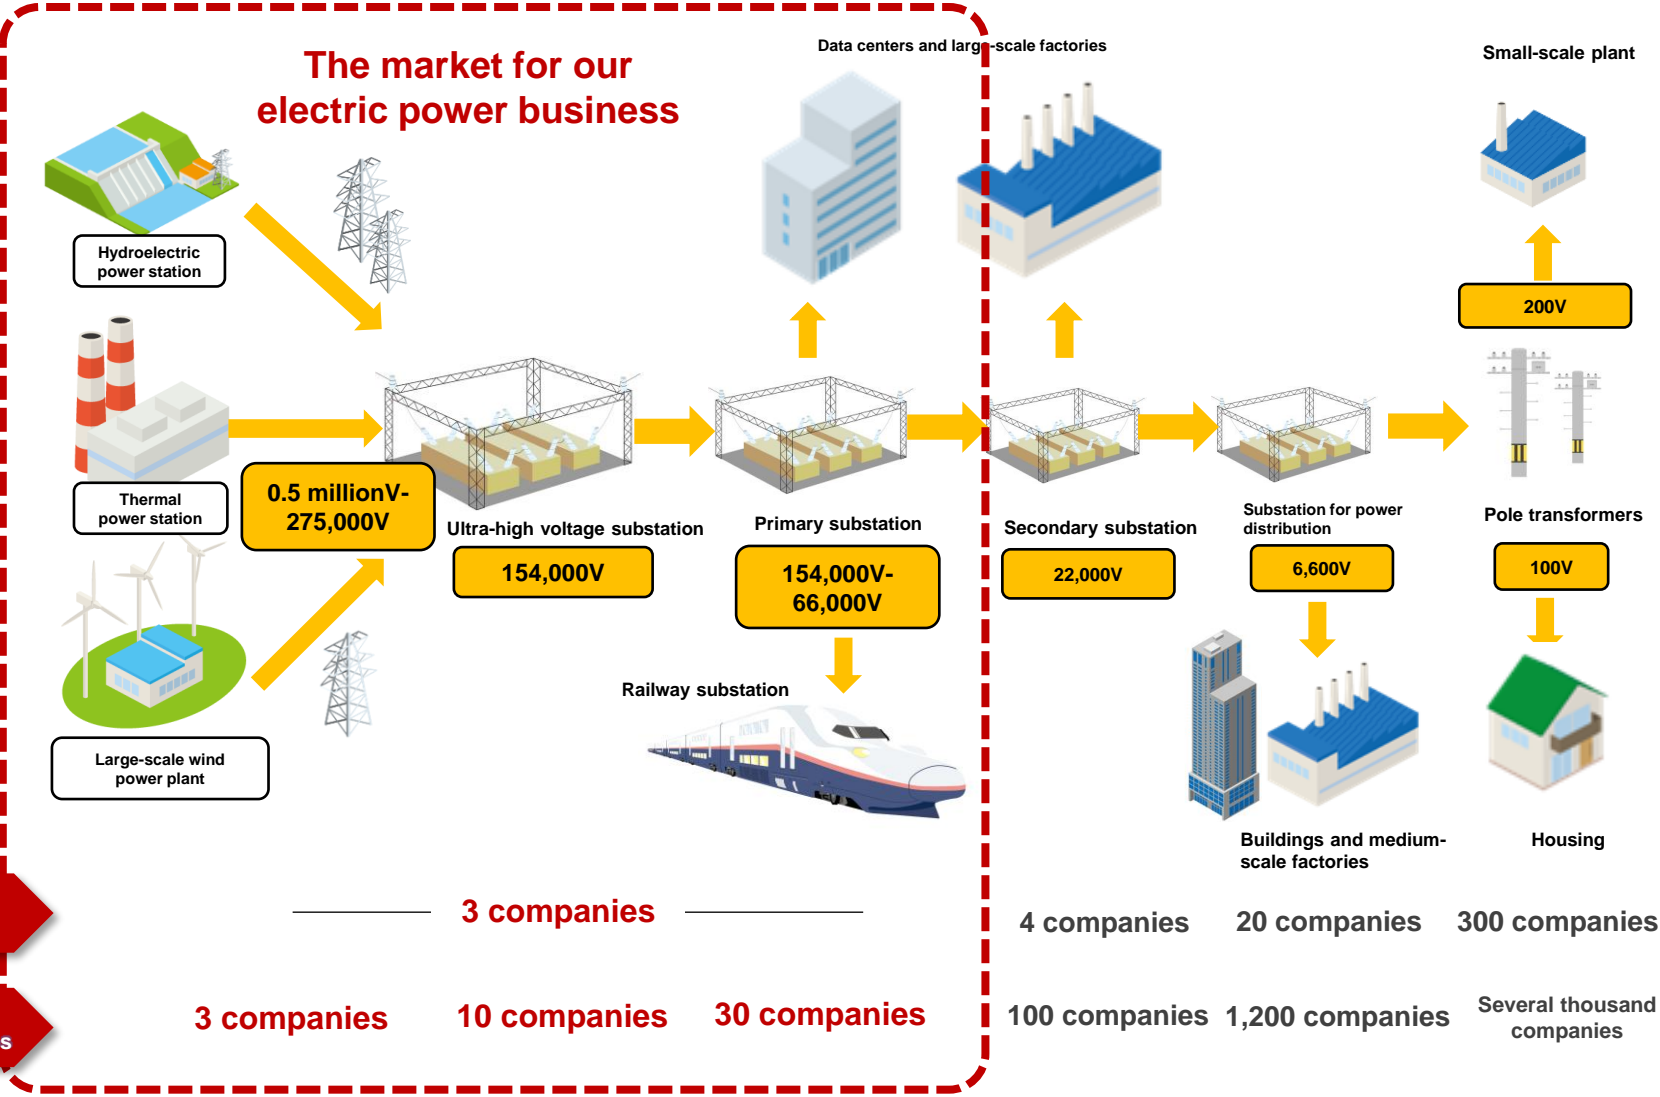 The market for our
electric power business
Data centers and large-scale factories
Small-scale plant
Hydroelectric
power station
200V
Thermal
power station
0.5 millionV-
275,000V
Ultra-high voltage substation
154,000V
Primary substation
154,000V-
66,000V
Secondary substation
22,000V
Substation for power
distribution
6,600V
Pole transformers
100V
Railway substation
Large-scale wind
power plant
Buildings and medium-
scale factories
Housing
3 companies
4 companies
20 companies
300 companies
3 companies
10 companies
30 companies
100 companies
1,200 companies
Several thousand
companies
s